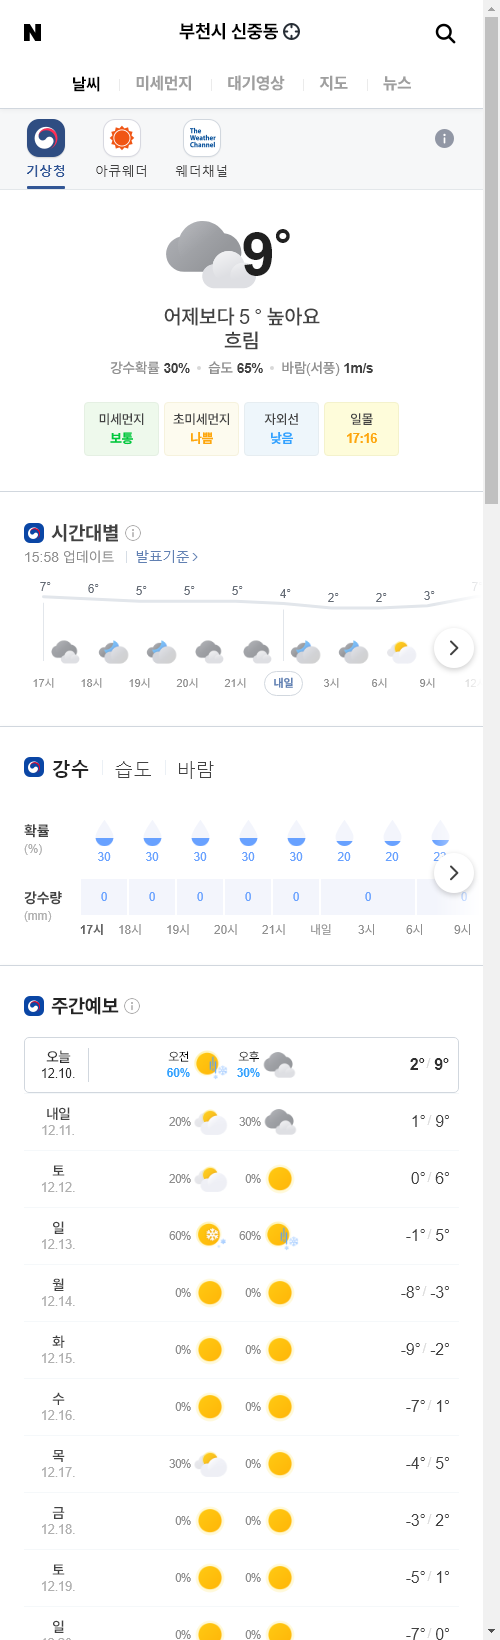 N 부천시 신중동
날씨 미세먼지 대기영상 지도 뉴스
The Weather Channel
기상청 아큐웨더 웨더채널
9°
어제보다 5° 높아요
흐림
강수확률 30% 습도 65% 바람(서풍) 1m/s
미세먼지 초미세먼지 자외선 일몰
보통 나쁨 낮음 17:16
시간대별
15:58 업데이트 발표기준
7° 6° 5° 5° 5° 4° 2° 2° 3° 7°
17시 18시 19시 20시 21시 내일 3시 6시 9시 12
강수 습도 바람
확률 (%)
30 30 30 30 30 20 20
강수량 (mm)
0 0 0 0 0 0 0
17시 18시 19시 20시 21시 내일 3시 6시 9시
주간예보
오늘 12.10. 오전 60% 오후 30% 2° / 9°
내일 12.11. 20% 30% 1° / 9°
토 12.12. 20% 0% 0° / 6°
일 12.13. 60% 60% -1° / 5°
월 12.14. 0% 0% -8° / -3°
화 12.15. 0% 0% -9° / -2°
수 12.16. 0% 0% -7° / 1°
목 12.17. 30% 0% -4° / 5°
금 12.18. 0% 0% -3° / 2°
토 12.19. 0% 0% -5° / 1°
일 0% 0% -7° / 0°